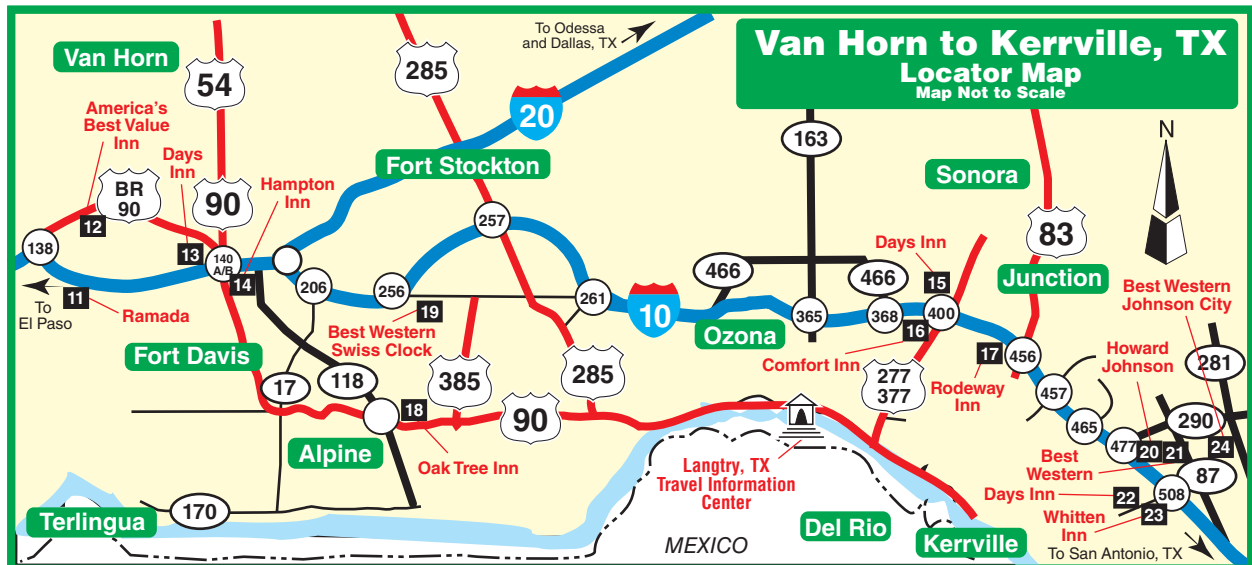 Van Horn to Kerrville, TX
Locator Map
Map Not to Scale
To Odessa
and Dallas, TX
Van Horn
54
285
20
163
N
America's
Best Value
Inn
Days
Inn
Hampton
Inn
Fort Stockton
Sonora
BR
90
90
83
12
13
14
138
140
A/B
257
Days Inn
15
466
466
Junction
11
To
El Paso
Ramada
206
256
19
261
10
Best Western
Swiss Clock
Ozona
365
368
400
16
Comfort Inn
Best Western
Johnson City
Fort Davis
17
118
385
285
277
377
17
Rodeway
Inn
456
Howard
Johnson
281
457
18
90
465
290
Alpine
Oak Tree Inn
477
20
21
24
Langtry, TX
Travel Information
Center
Best
Western
87
Days Inn
22
508
Terlingua
170
Del Rio
Whitten
Inn
23
MEXICO
Kerrville
To San Antonio, TX